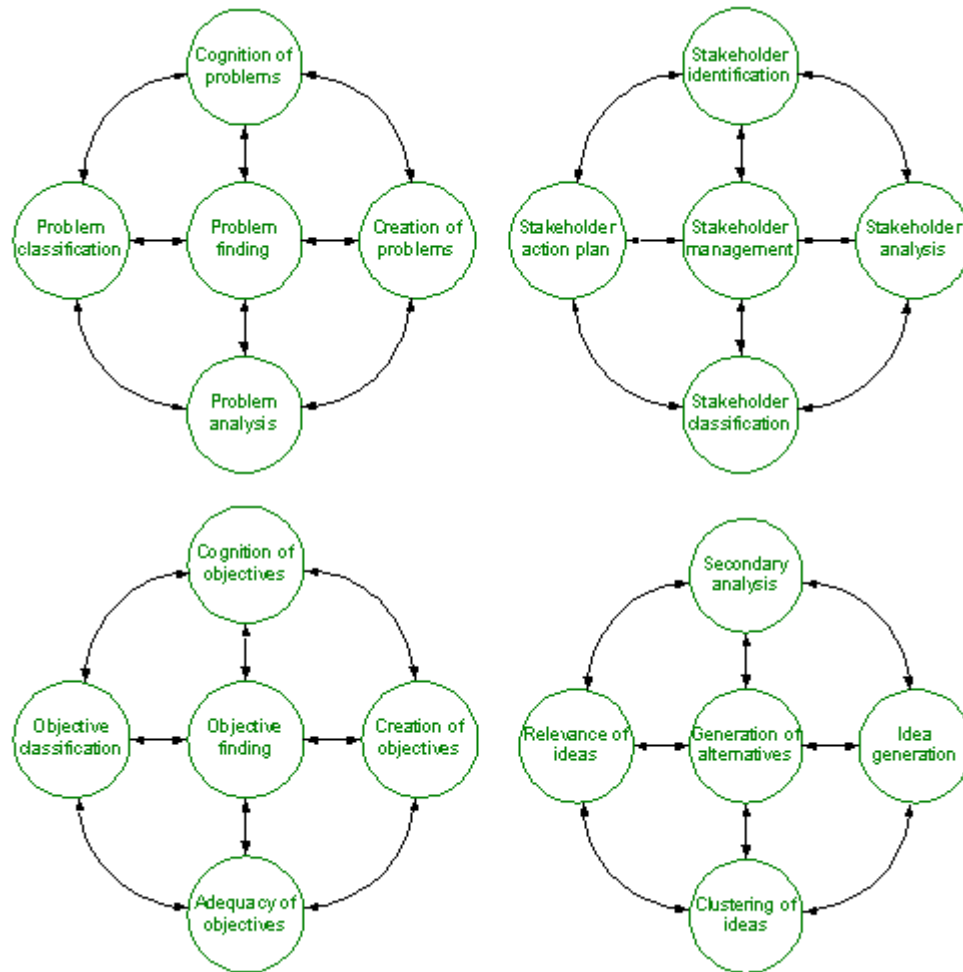 Cognition of
problems
Problem
classification
Problem
finding
Creation of
problems
Problem
analysis
Stakeholder
identification
Stakeholder
action plan
Stakeholder
management
Stakeholder
analysis
Stakeholder
classification
Cognition of
objectives
Objective
classification
Objective
finding
Creation of
objectives
Adequacy of
objectives
Secondary
analysis
Relevance of
ideas
Generation of
alternatives
Idea
generation
Clustering of
ideas